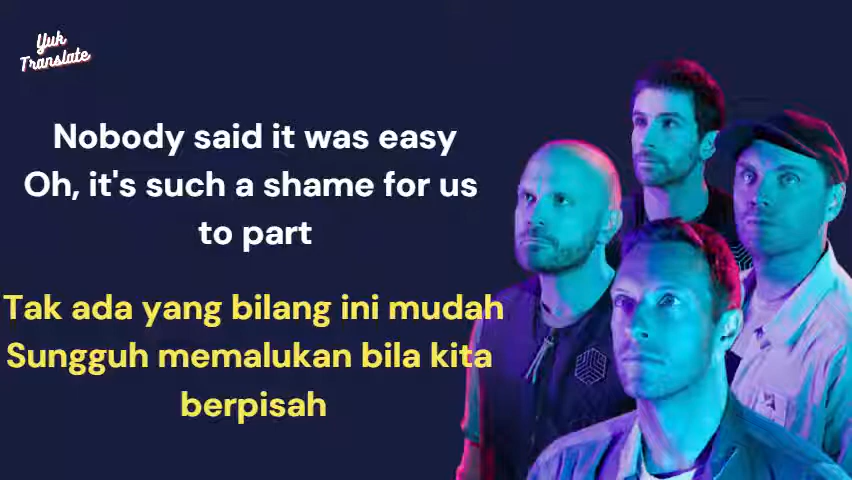 Yuk
Translate
Nobody said it was easy
Oh, it's such a shame for us
to part
Tak ada yang bilang ini mudah
Sungguh memalukan bila kita
berpisah